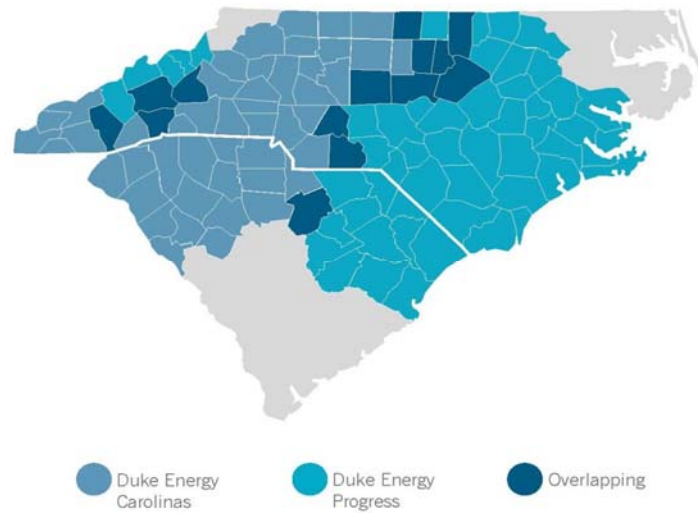 Duke Energy
Carolinas
Duke Energy
Progress
Overlapping